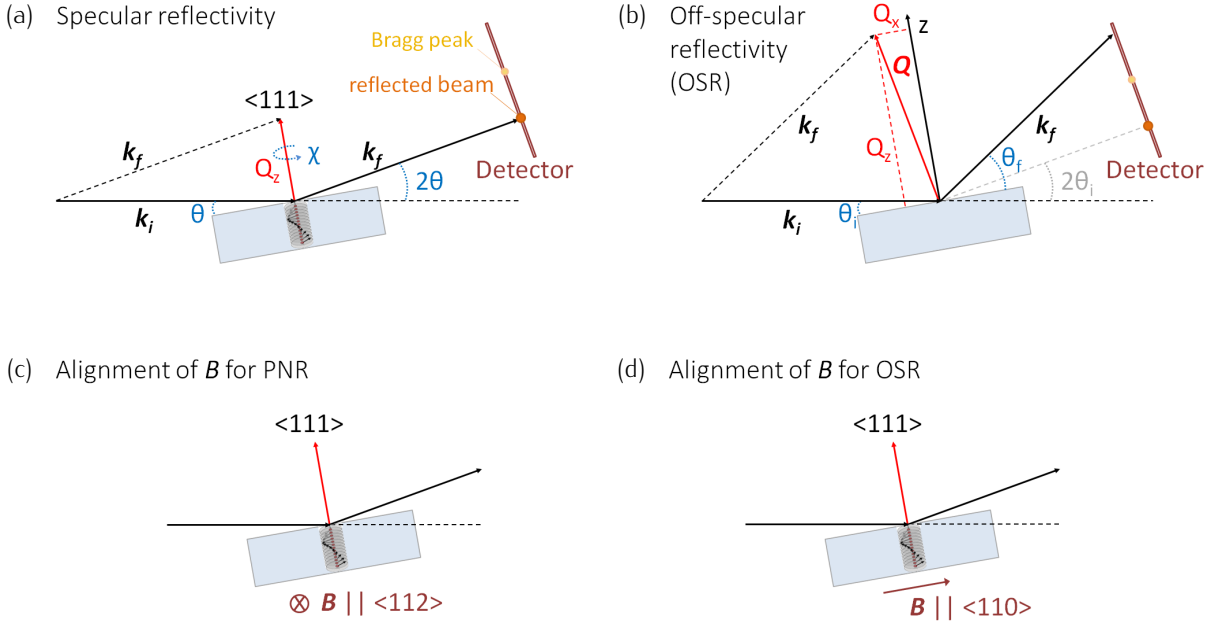 (a) Specular reflectivity
Bragg peak
reflected beam
<111>
k_f
χ
k_f
Q_z
Detector
2θ
θ
k_i
(b) Off-specular
reflectivity
(OSR)
Q_x
z
Q
k_f
k_f
Q_z
Detector
θ_f
2θ_i
θ_i
k_i
(c) Alignment of B for PNR
<111>
⊗ B || <112>
(d) Alignment of B for OSR
<111>
B || <110>